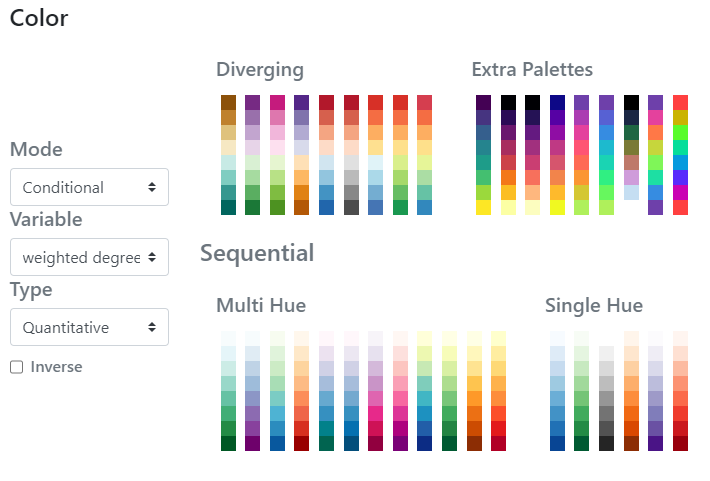 Color
Diverging
Extra Palettes
Mode
Conditional
Variable
weighted degree
Sequential
Type
Multi Hue
Single Hue
Quantitative
Inverse